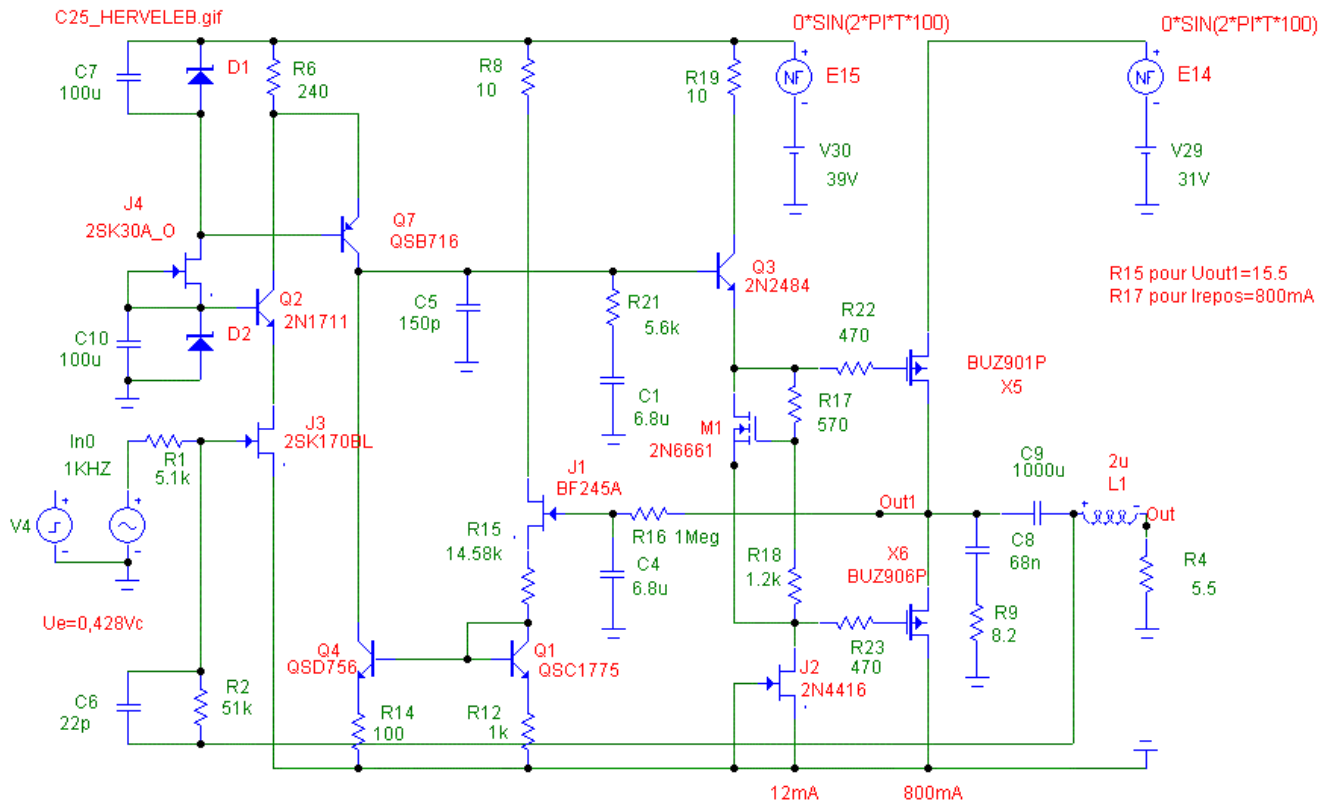 C25_HERVELEB.gif
0*SIN(2*PI*T*100)
0*SIN(2*PI*T*100)
C7
100u
D1
R6
240
R8
10
R19
10
+
NF
-
E15
+
NF
-
E14
V30
39V
V29
31V
J4
2SK30A_O
Q7
QSB716
Q3
2N2484
R15 pour Uout1=15.5
R17 pour Irepos=800mA
Q2
2N1711
C5
150p
R21
5.6k
R22
470
C10
100u
D2
BUZ901P
X5
C1
6.8u
R17
570
J3
2SK170BL
M1
2N6661
In0
1KHZ
R1
5.1k
J1
BF245A
C9
1000u
2u
L1
Out1
+
-
Out
V4
+
-
+
-
R15
14.58k
R16 1Meg
C8
68n
C4
6.8u
R18
1.2k
X6
BUZ906P
R4
5.5
Ue=0,428Vc
R9
8.2
Q4
QSD756
Q1
QSC1775
R23
470
J2
2N4416
C6
22p
R2
51k
R14
100
R12
1k
12mA
800mA